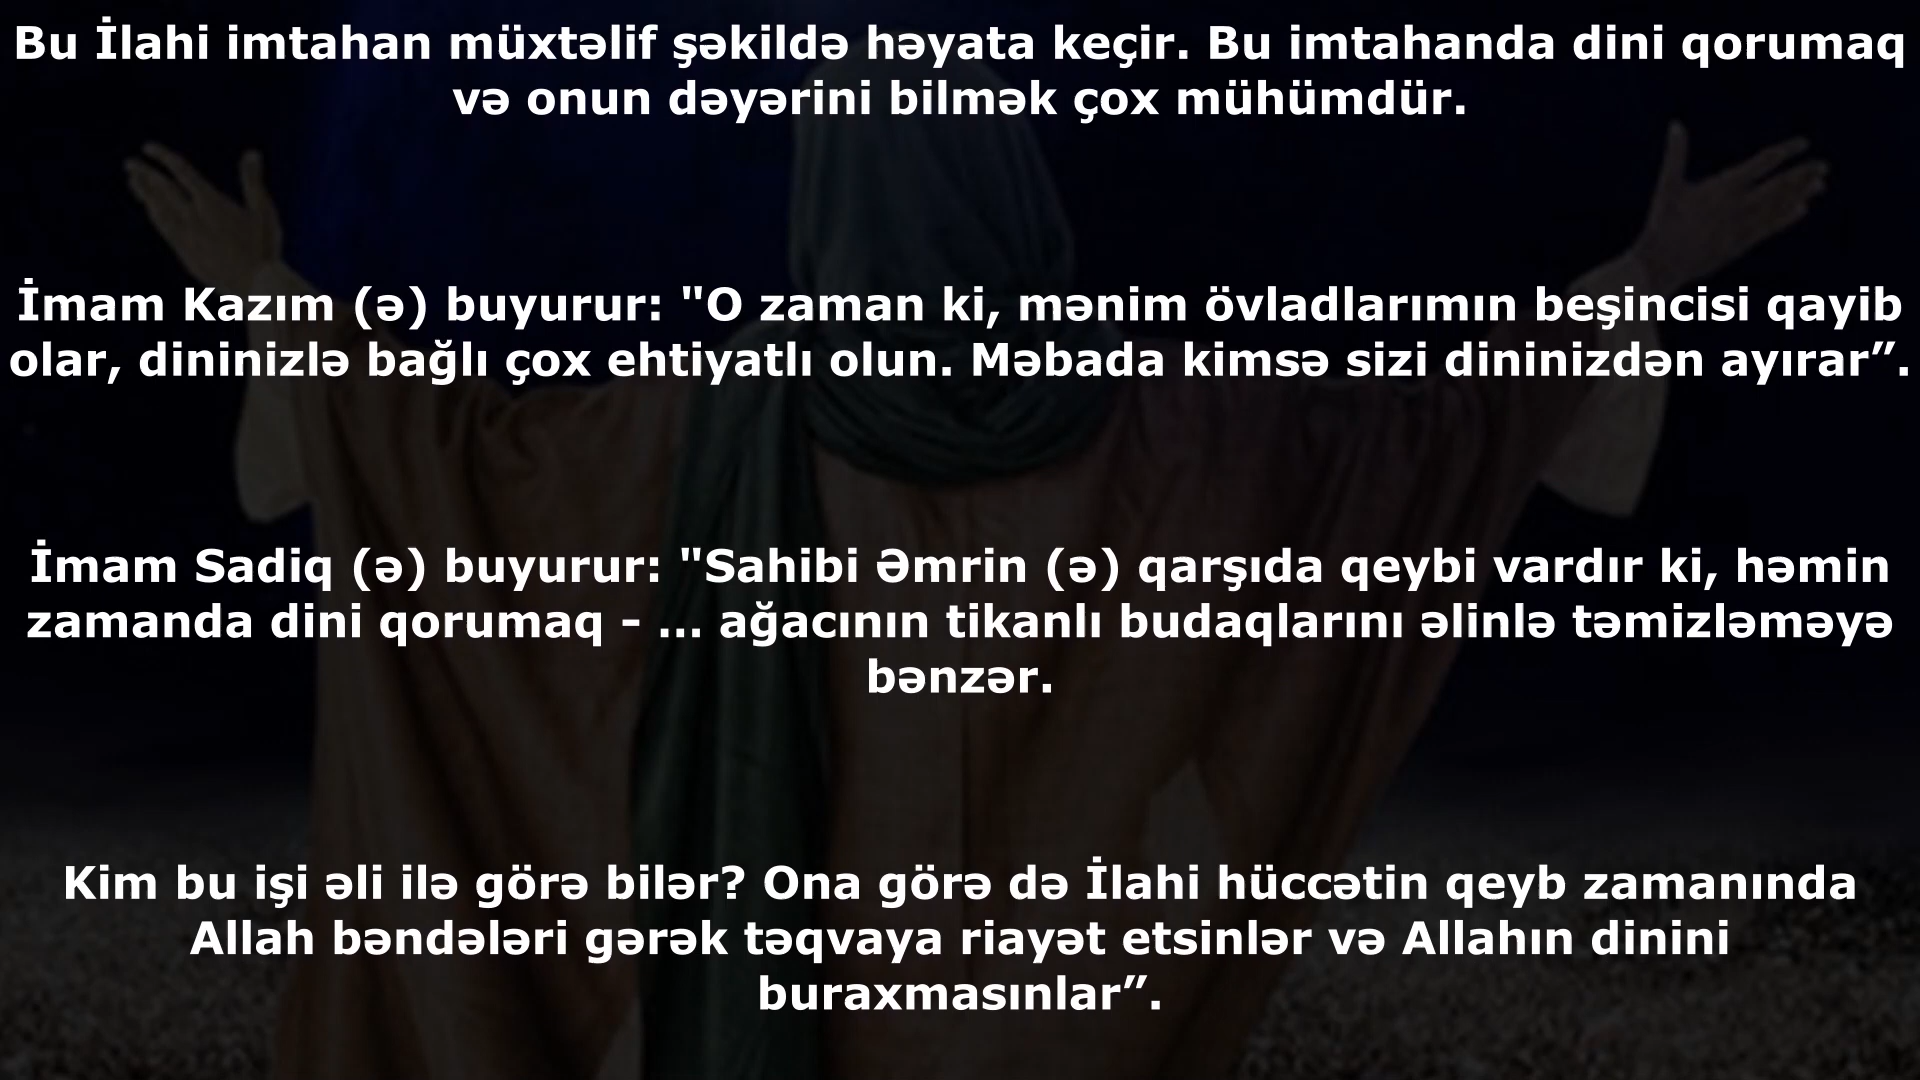 Bu İlahi imtahan müxtəlif şəkildə həyata keçir. Bu imtahanda dini qorumaq
və onun dəyərini bilmək çox mühümdür.
İmam Kazım (ə) buyurur: "O zaman ki, mənim övladlarımın beşincisi qayib
olar, dininizlə bağlı çox ehtiyatlı olun. Məbada kimsə sizi dininizdən ayırar”.
İmam Sadiq (ə) buyurur: "Sahibi Əmrin (ə) qarşıda qeybi vardır ki, həmin
zamanda dini qorumaq - ... ağacının tikanlı budaqlarını əlinlə təmizləməyə
bənzər.
Kim bu işi əli ilə görə bilər? Ona görə də İlahi hüccətin qeyb zamanında
Allah bəndələri gərək təqvaya riayət etsinlər və Allahın dinini
buraxmasınlar”.